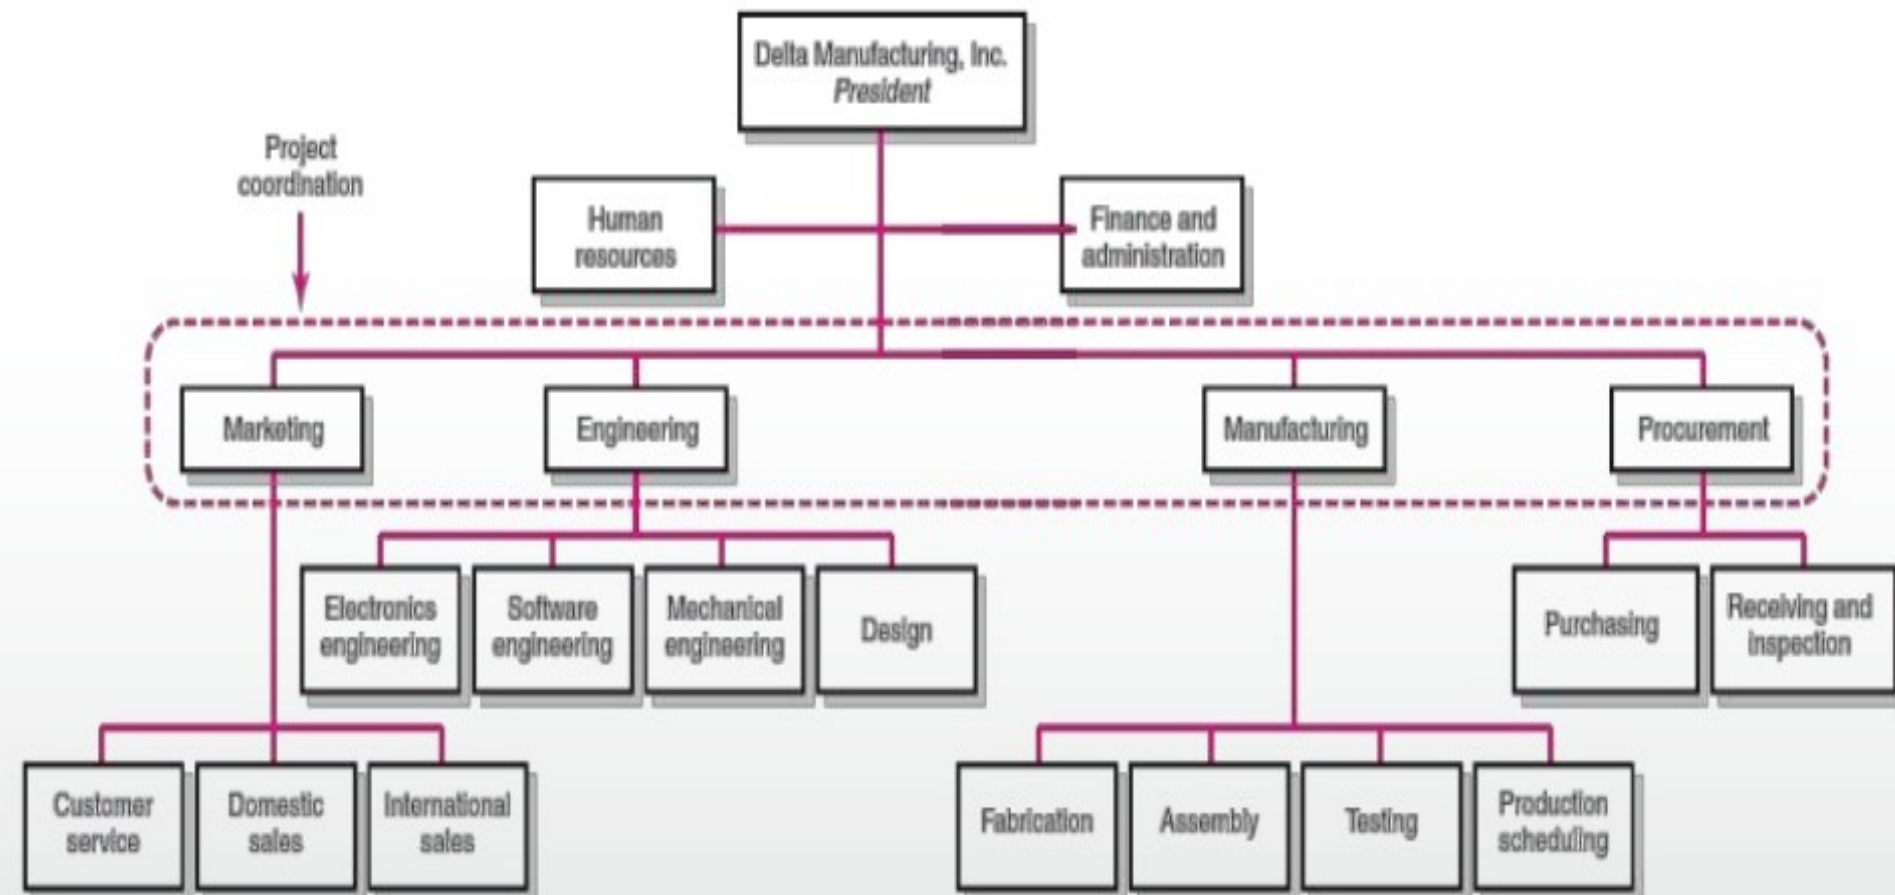 Delta Manufacturing, Inc.
President
Project
coordination
Human
resources
Finance and
administration
Marketing
Engineering
Manufacturing
Procurement
Electronics
engineering
Software
engineering
Mechanical
engineering
Design
Purchasing
Receiving and
inspection
Customer
service
Domestic
sales
International
sales
Fabrication
Assembly
Testing
Production
scheduling